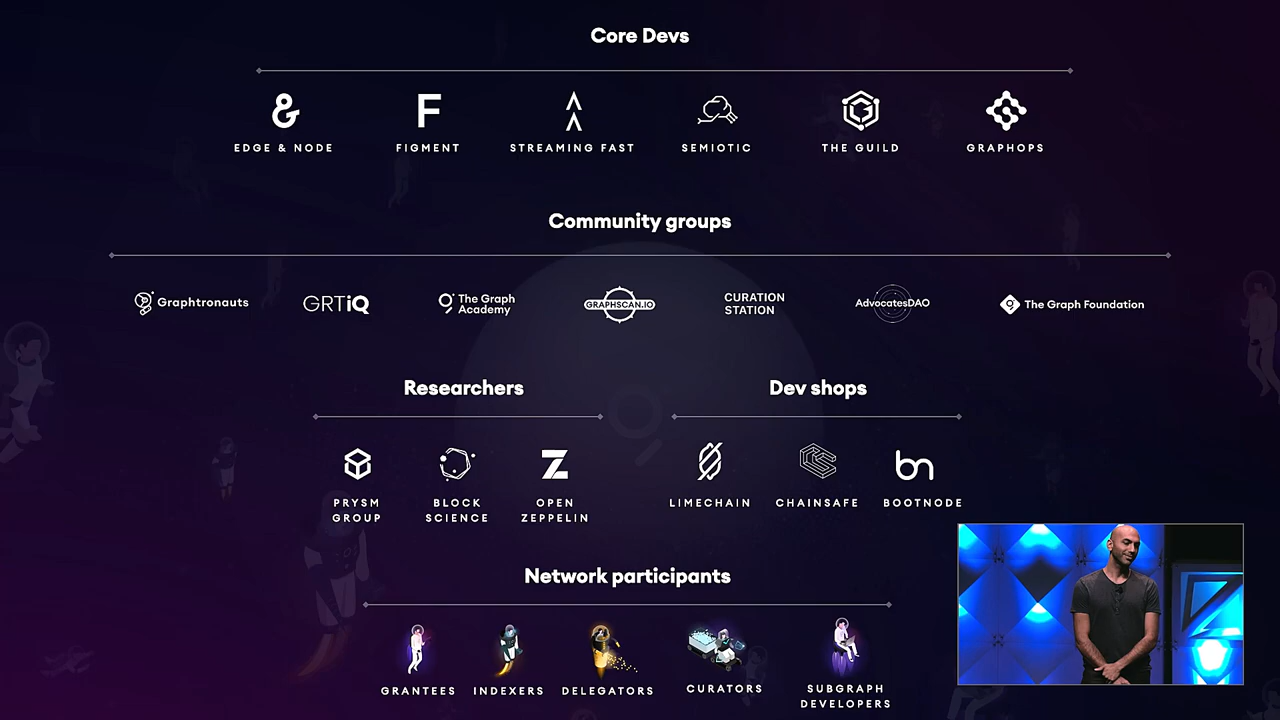 Core Devs
EDGE & NODE
FIGMENT
STREAMING FAST
SEMIOTIC
THE GUILD
GRAPHOPS
Community groups
Graphtronauts
GRTiQ
The Graph
Academy
GRAPHSCAN.IO
CURATION
STATION
AdvocatesDAO
The Graph Foundation
Researchers
Dev shops
PRYSM
GROUP
BLOCK
SCIENCE
OPEN
ZEPPELIN
LIMECHAIN
CHAINSAFE
BOOTNODE
Network participants
GRANTEES
INDEXERS
DELEGATORS
CURATORS
SUBGRAPH
DEVELOPERS